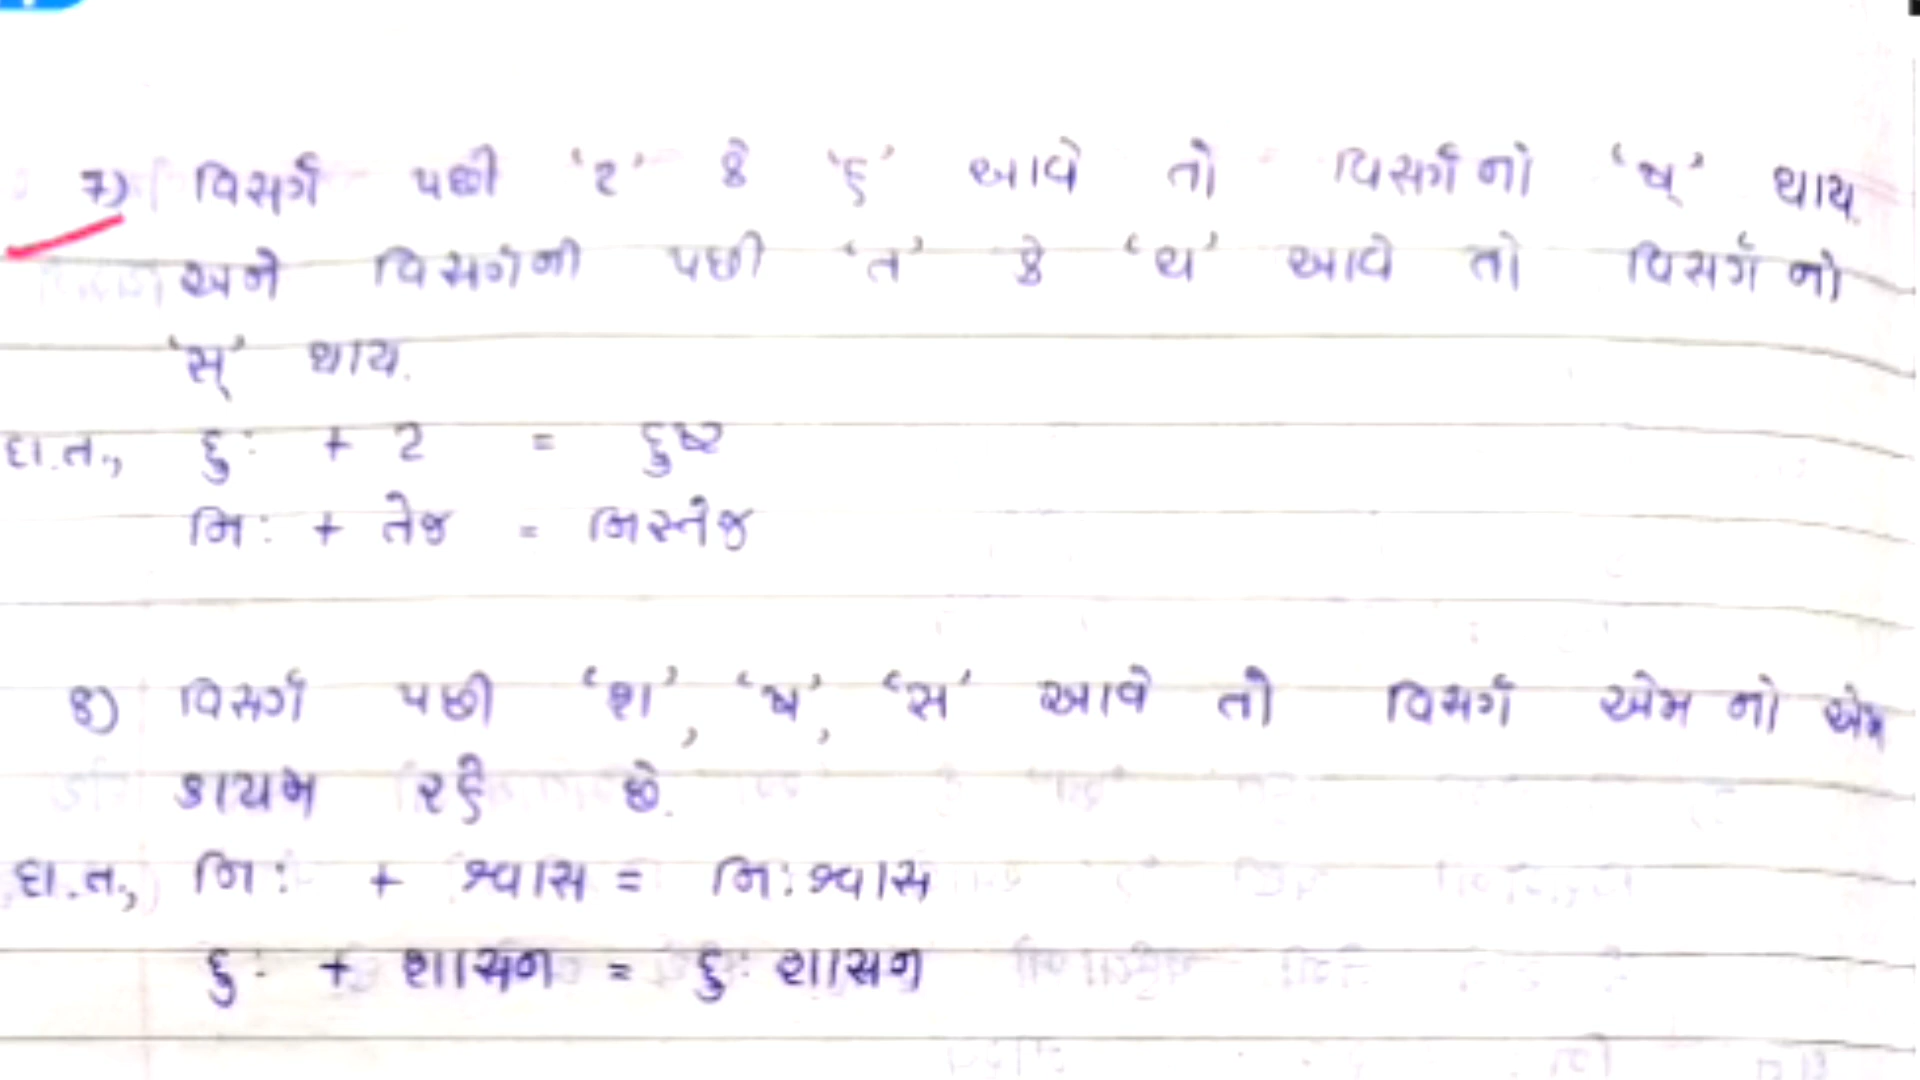 7) વિસર્ગ પછી 'ટ' કે 'ઠ' આવે તો વિસર્ગનો 'ષ્' થાય.
અને વિસર્ગની પછી 'ત' કે 'થ' આવે તો વિસર્ગ નો
'સ્' થાય.
દા.ત., દુઃ + ટ = દુષ્ટ
નિઃ + તેજ = નિસ્તેજ
8) વિસર્ગ પછી 'શ', 'ષ', 'સ' આવે તો વિસર્ગ એમ નો એમ
કાયમ રહે છે.
દા.ત., નિઃ + શ્વાસ = નિઃશ્વાસ
દુઃ + શાસન = દુઃ શાસન